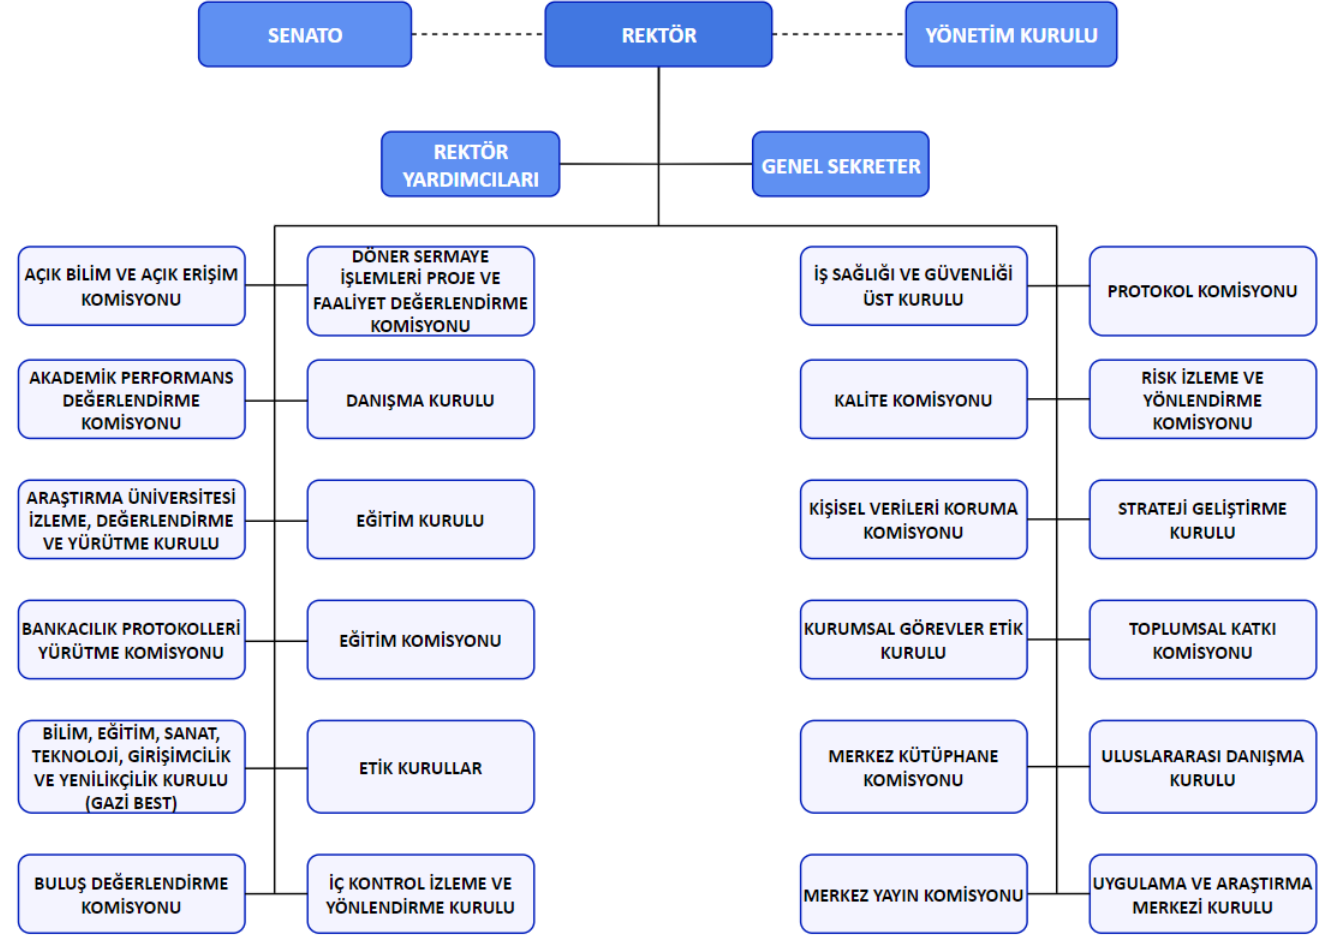 SENATO
REKTÖR
YÖNETİM KURULU
REKTÖR
YARDIMCILARI
GENEL SEKRETER
AÇIK BİLİM VE AÇIK ERİŞİM
KOMİSYONU
DÖNER SERMAYE
İŞLEMLERİ PROJE VE
FAALİYET DEĞERLENDİRME
KOMİSYONU
İŞ SAĞLIĞI VE GÜVENLİĞİ
ÜST KURULU
PROTOKOL KOMİSYONU
AKADEMİK PERFORMANS
DEĞERLENDİRME
KOMİSYONU
DANIŞMA KURULU
KALİTE KOMİSYONU
RİSK İZLEME VE
YÖNLENDİRME
KOMİSYONU
ARAŞTIRMA ÜNİVERSİTESİ
İZLEME, DEĞERLENDİRME
VE YÜRÜTME KURULU
EĞİTİM KURULU
KİŞİSEL VERİLERİ KORUMA
KOMİSYONU
STRATEJİ GELİŞTİRME
KURULU
BANKACILIK PROTOKOLLERİ
YÜRÜTME KOMİSYONU
EĞİTİM KOMİSYONU
KURUMSAL GÖREVLER ETİK
KURULU
TOPLUMSAL KATKI
KOMİSYONU
BİLİM, EĞİTİM, SANAT,
TEKNOLOJİ, GİRİŞİMCİLİK
VE YENİLİKÇİLİK KURULU
(GAZİ BEST)
ETİK KURULLAR
MERKEZ KÜTÜPHANE
KOMİSYONU
ULUSLARARASI DANIŞMA
KURULU
BULUŞ DEĞERLENDİRME
KOMİSYONU
İÇ KONTROL İZLEME VE
YÖNLENDİRME KURULU
MERKEZ YAYIN KOMİSYONU
UYGULAMA VE ARAŞTIRMA
MERKEZİ KURULU